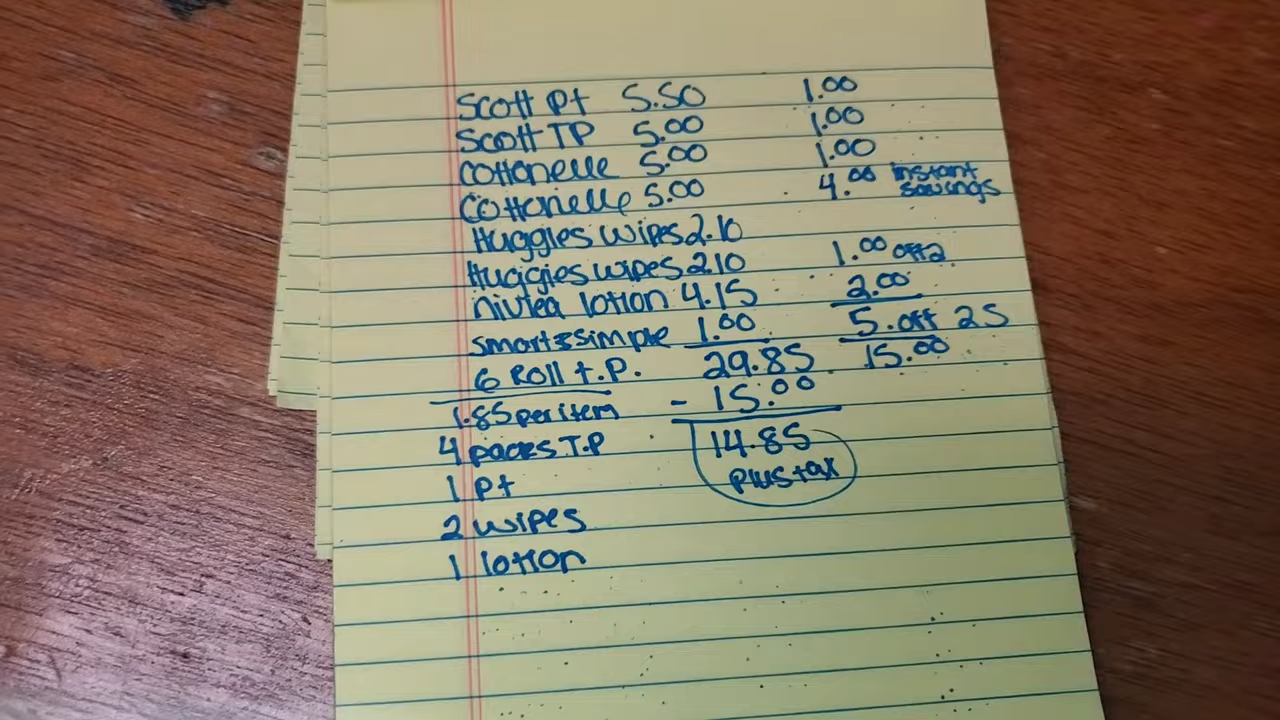 Scott Pt 5.50 1.00
Scott TP 5.00 1.00
Cottonelle 5.00 1.00
Cottonelle 5.00 4.00 instant savings
Huggles wipes 2.10
Huggies wipes 2.10 1.00 off 2
nivtea lotion 4.15 2.00
smart & simple 1.00 5. off 25
6 Roll t.P. 29.85 15.00
1.85 per item - 15.00
4 packs T.P 14.85
1 pt plus tax
2 wipes
1 lotion